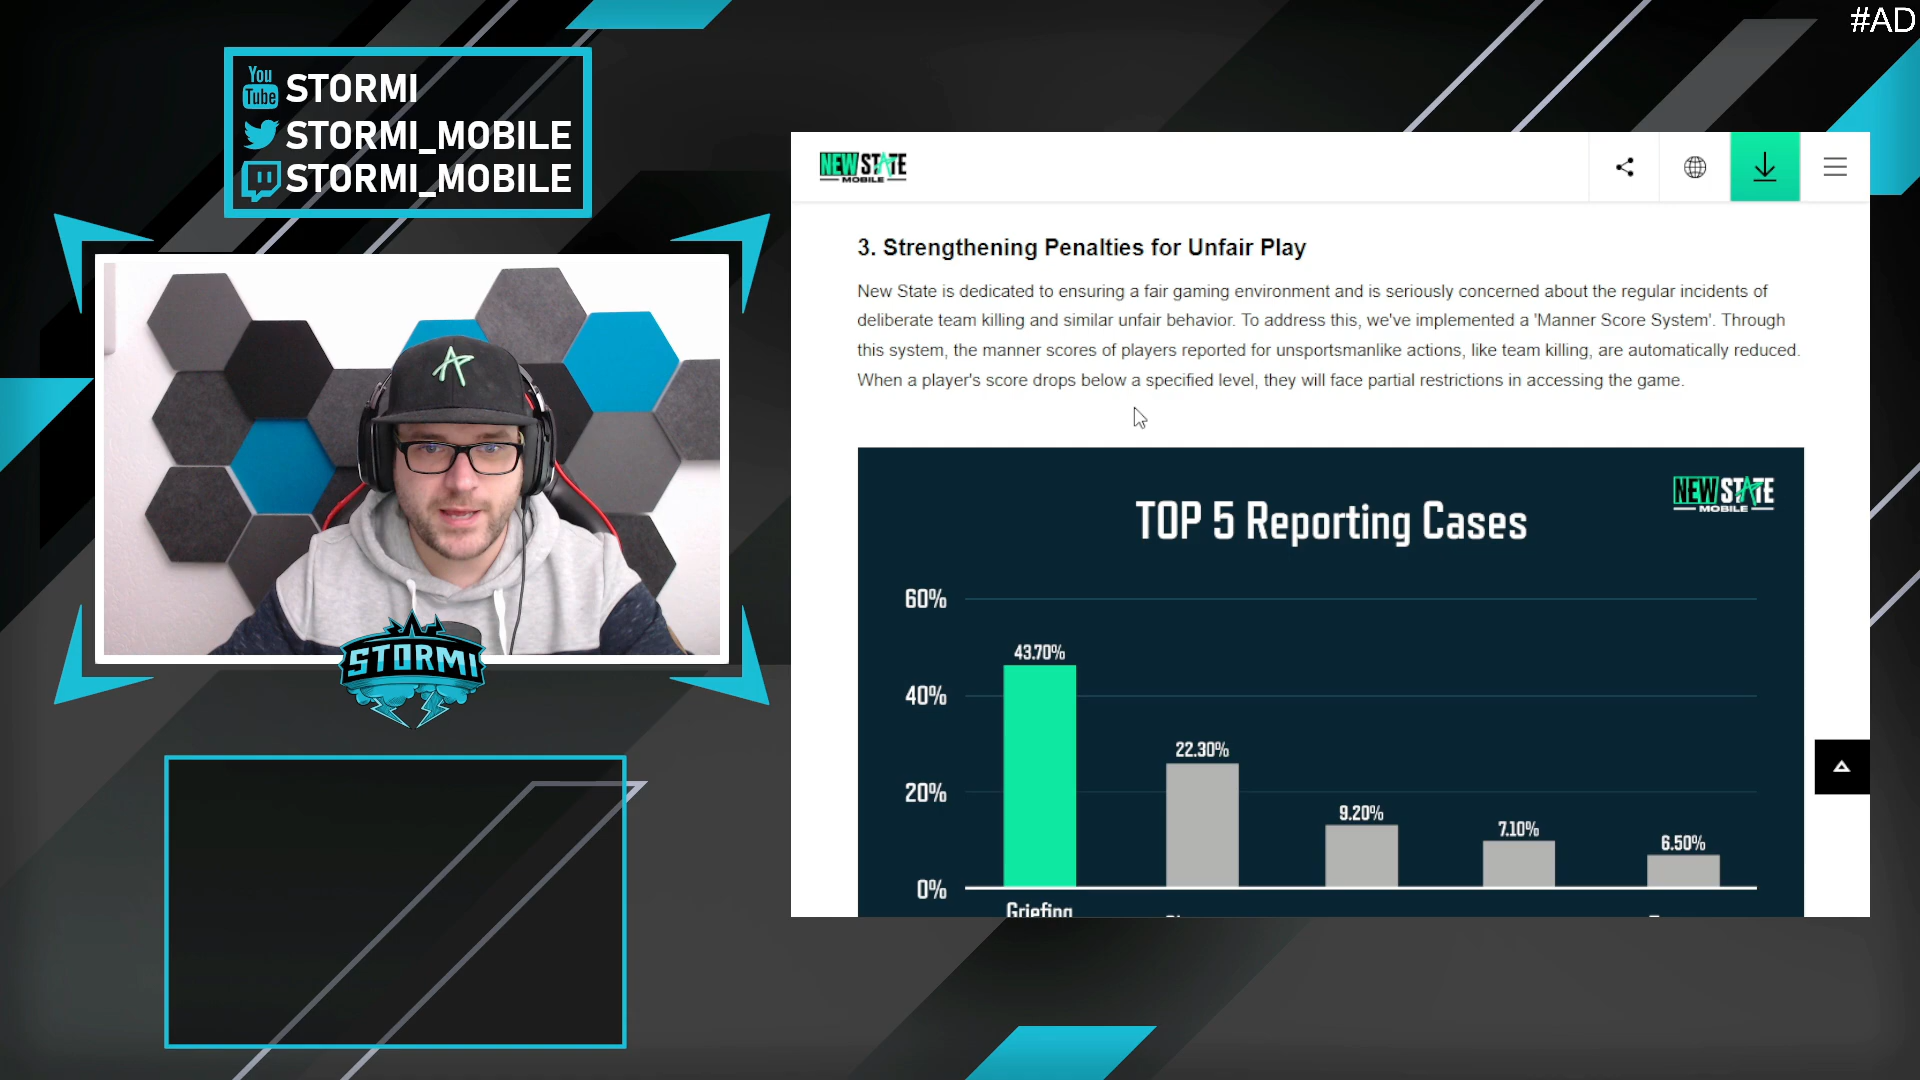 #AD
You
Tube
STORMI
STORMI_MOBILE
STORMI_MOBILE
NEW STATE
MOBILE
3. Strengthening Penalties for Unfair Play
New State is dedicated to ensuring a fair gaming environment and is seriously concerned about the regular incidents of
deliberate team killing and similar unfair behavior. To address this, we've implemented a 'Manner Score System'. Through
this system, the manner scores of players reported for unsportsmanlike actions, like team killing, are automatically reduced.
When a player's score drops below a specified level, they will face partial restrictions in accessing the game.
NEW STATE
MOBILE
TOP 5 Reporting Cases
60%
40%
20%
0%
43.70%
22.30%
9.20%
7.10%
6.50%
Griefing
STORMI